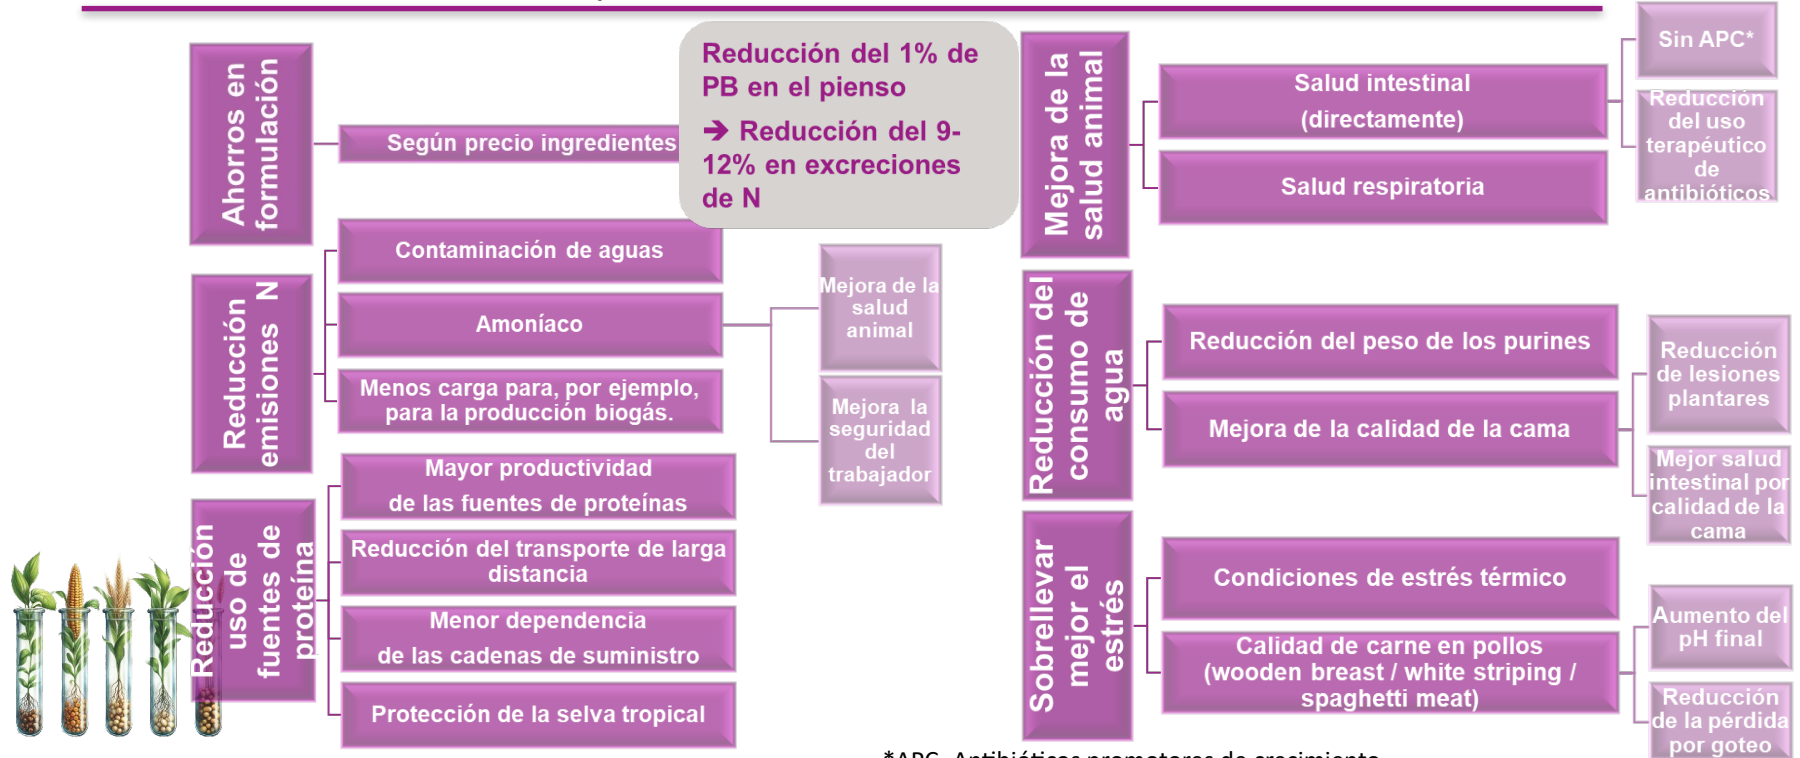 Ahorros en
formulación
Según precio ingredientes
Reducción del 1% de
PB en el pienso
➔ Reducción del 9-
12% en excreciones
de N
Reducción
emisiones N
Contaminación de aguas
Amoníaco
Menos carga para, por ejemplo,
para la producción biogás.
Mejora de la
salud
animal
Mejora la
seguridad
del
trabajador
Reducción
uso de
fuentes de
proteína
Mayor productividad
de las fuentes de proteínas
Reducción del transporte de larga
distancia
Menor dependencia
de las cadenas de suministro
Protección de la selva tropical
Mejora de la
salud animal
Salud intestinal
(directamente)
Salud respiratoria
Sin APC*
Reducción
del uso
terapéutico
de
antibióticos
Reducción del
consumo de
agua
Reducción del peso de los purines
Mejora de la calidad de la cama
Reducción
de lesiones
plantares
Mejor salud
intestinal por
calidad de la
cama
Sobrellevar
mejor el
estrés
Condiciones de estrés térmico
Calidad de carne en pollos
(wooden breast / white striping /
spaghetti meat)
Aumento del
pH final
Reducción
de la pérdida
por goteo
*APC- Antibióticos promotores de crecimiento